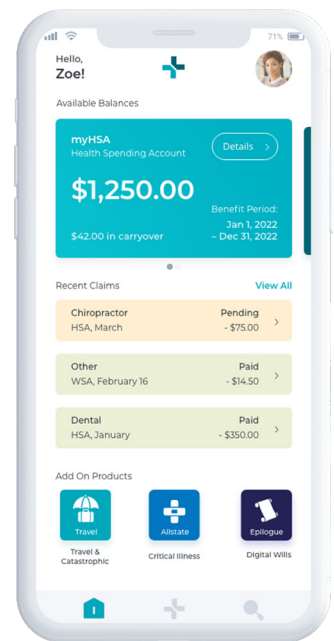 71%
Hello,
Zoe!
Available Balances
myHSA
Health Spending Account
Details
$1,250.00
Benefit Period:
Jan 1, 2022
– Dec 31, 2022
$42.00 in carryover
Recent Claims
View All
Chiropractor
Pending
HSA, March
- $75.00
Other
Paid
WSA, February 16
- $14.50
Dental
Paid
HSA, January
- $350.00
Add On Products
Travel
Allstate
Epilogue
Travel &
Catastrophic
Critical Illness
Digital Wills